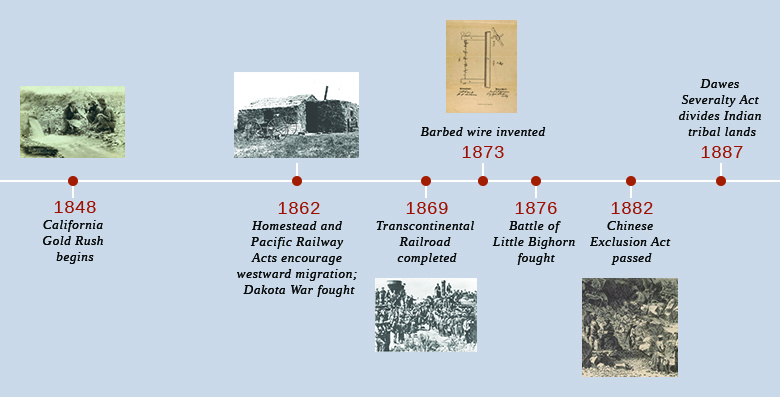 1848
California
Gold Rush
begins
1862
Homestead and
Pacific Railway
Acts encourage
westward migration;
Dakota War fought
1869
Transcontinental
Railroad
completed
Barbed wire invented
1873
1876
Battle of
Little Bighorn
fought
1882
Chinese
Exclusion Act
passed
Dawes
Severalty Act
divides Indian
tribal lands
1887